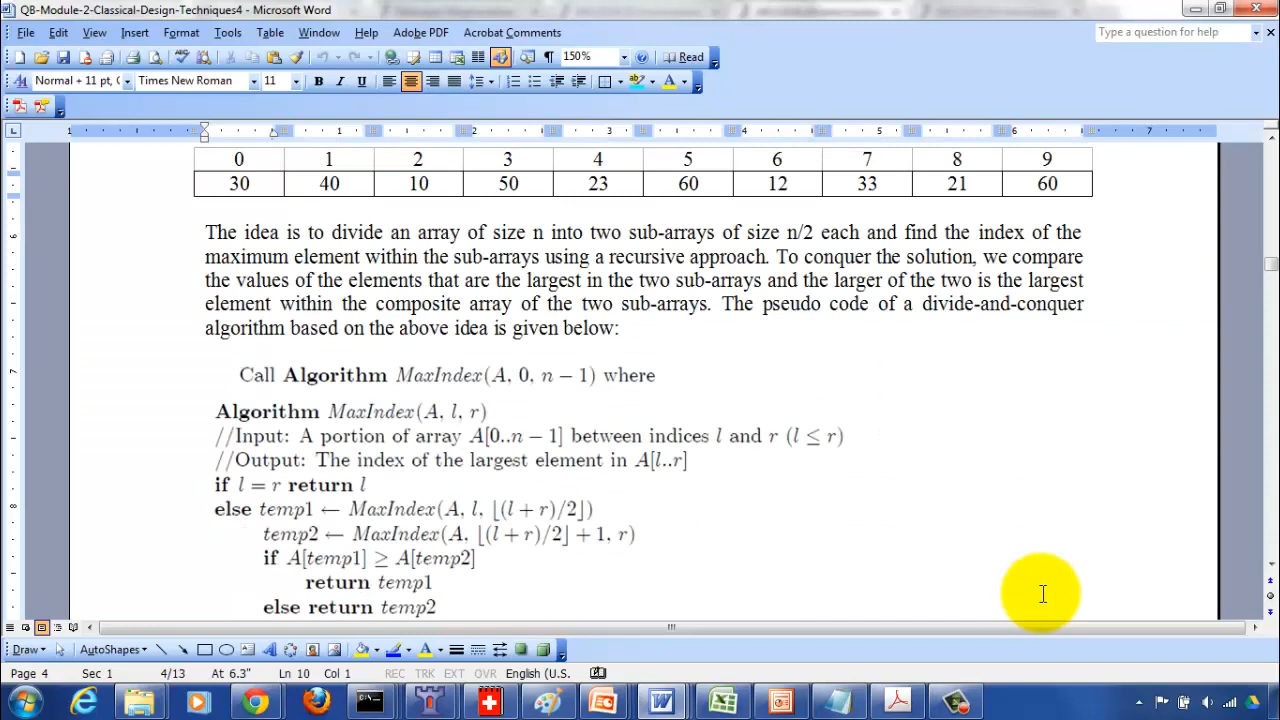 QB-Module-2-Classical-Design-Techniques4 - Microsoft Word
File Edit View Insert Format Tools Table Window Help Adobe PDF Acrobat Comments
Type a question for help
150% Read
Normal + 11 pt, C Times New Roman 11 B I U
1 1 2 3 4 5 6 7
0 1 2 3 4 5 6 7 8 9
30 40 10 50 23 60 12 33 21 60
The idea is to divide an array of size n into two sub-arrays of size n/2 each and find the index of the
maximum element within the sub-arrays using a recursive approach. To conquer the solution, we compare
the values of the elements that are the largest in the two sub-arrays and the larger of the two is the largest
element within the composite array of the two sub-arrays. The pseudo code of a divide-and-conquer
algorithm based on the above idea is given below:
Call Algorithm MaxIndex(A, 0, n − 1) where
Algorithm MaxIndex(A, l, r)
//Input: A portion of array A[0..n − 1] between indices l and r (l ≤ r)
//Output: The index of the largest element in A[l..r]
if l = r return l
else temp1 ← MaxIndex(A, l, ⌊(l + r)/2⌋)
temp2 ← MaxIndex(A, ⌊(l + r)/2⌋ + 1, r)
if A[temp1] ≥ A[temp2]
return temp1
else return temp2
Draw AutoShapes
Page 4 Sec 1 4/13 At 6.3" Ln 10 Col 1 REC TRK EXT OVR English (U.S.